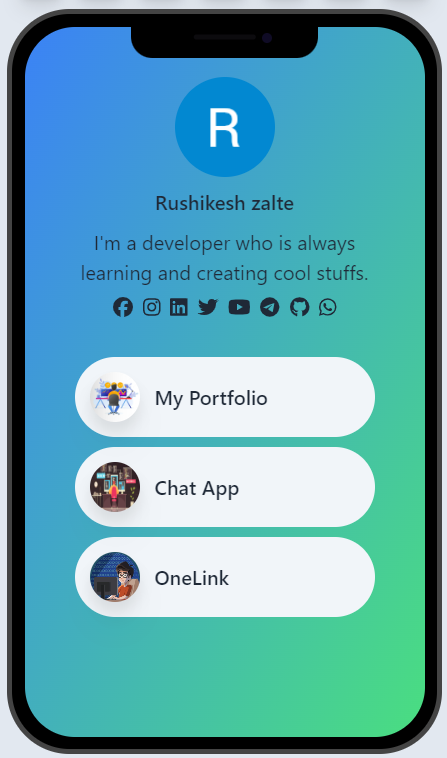 R
Rushikesh zalte
I'm a developer who is always
learning and creating cool stuffs.
My Portfolio
Chat App
OneLink